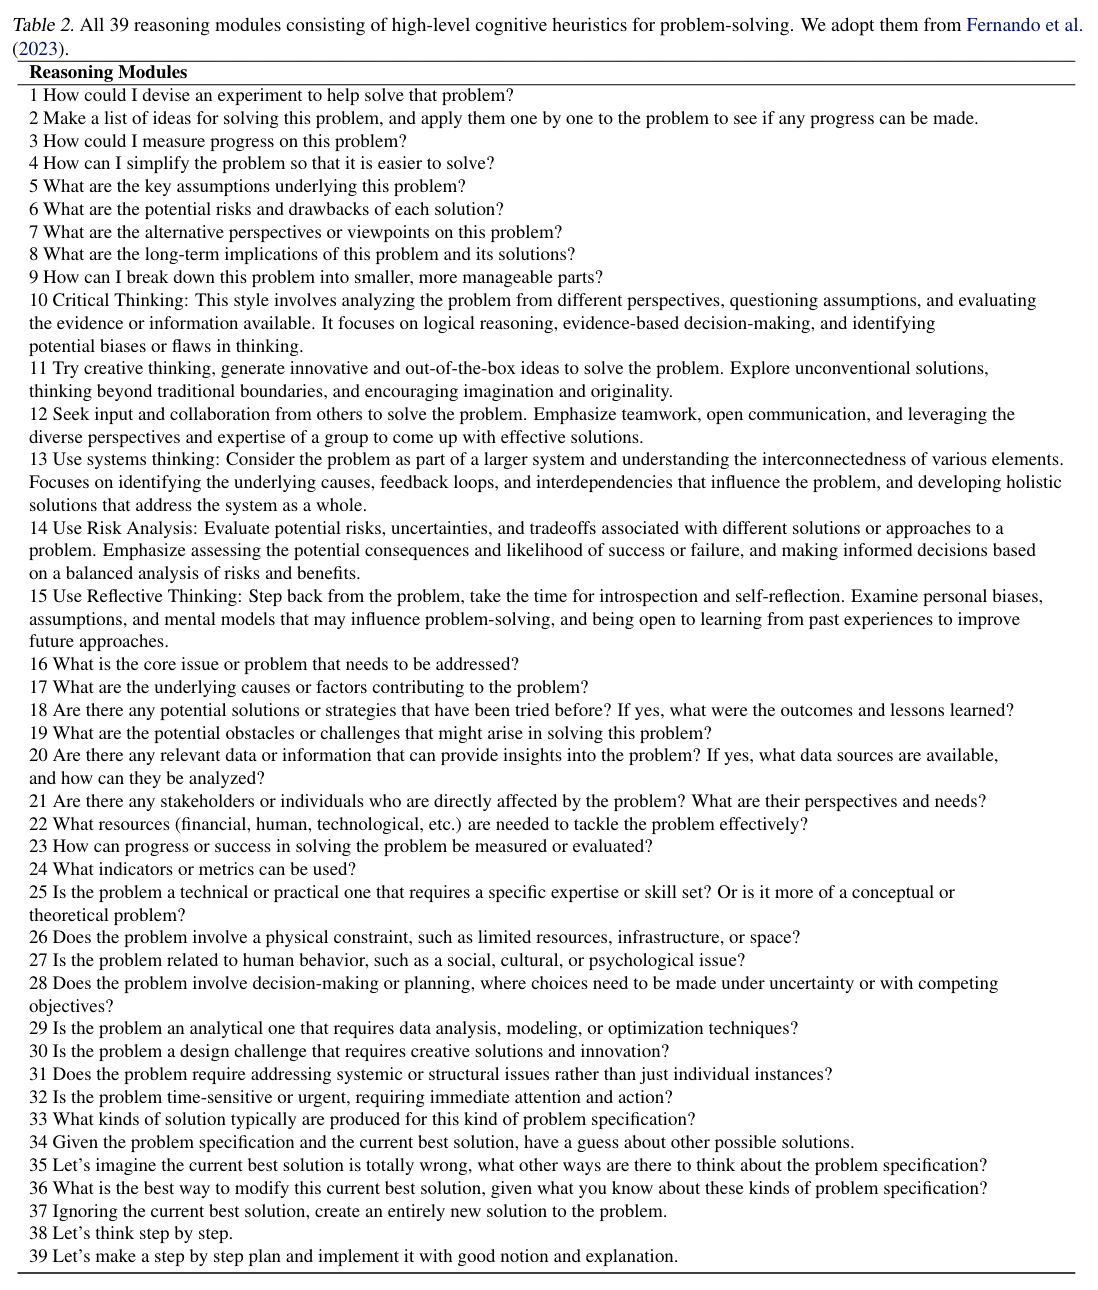 Table 2. All 39 reasoning modules consisting of high-level cognitive heuristics for problem-solving. We adopt them from Fernando et al.
(2023).
Reasoning Modules
1 How could I devise an experiment to help solve that problem?
2 Make a list of ideas for solving this problem, and apply them one by one to the problem to see if any progress can be made.
3 How could I measure progress on this problem?
4 How can I simplify the problem so that it is easier to solve?
5 What are the key assumptions underlying this problem?
6 What are the potential risks and drawbacks of each solution?
7 What are the alternative perspectives or viewpoints on this problem?
8 What are the long-term implications of this problem and its solutions?
9 How can I break down this problem into smaller, more manageable parts?
10 Critical Thinking: This style involves analyzing the problem from different perspectives, questioning assumptions, and evaluating
the evidence or information available. It focuses on logical reasoning, evidence-based decision-making, and identifying
potential biases or flaws in thinking.
11 Try creative thinking, generate innovative and out-of-the-box ideas to solve the problem. Explore unconventional solutions,
thinking beyond traditional boundaries, and encouraging imagination and originality.
12 Seek input and collaboration from others to solve the problem. Emphasize teamwork, open communication, and leveraging the
diverse perspectives and expertise of a group to come up with effective solutions.
13 Use systems thinking: Consider the problem as part of a larger system and understanding the interconnectedness of various elements.
Focuses on identifying the underlying causes, feedback loops, and interdependencies that influence the problem, and developing holistic
solutions that address the system as a whole.
14 Use Risk Analysis: Evaluate potential risks, uncertainties, and tradeoffs associated with different solutions or approaches to a
problem. Emphasize assessing the potential consequences and likelihood of success or failure, and making informed decisions based
on a balanced analysis of risks and benefits.
15 Use Reflective Thinking: Step back from the problem, take the time for introspection and self-reflection. Examine personal biases,
assumptions, and mental models that may influence problem-solving, and being open to learning from past experiences to improve
future approaches.
16 What is the core issue or problem that needs to be addressed?
17 What are the underlying causes or factors contributing to the problem?
18 Are there any potential solutions or strategies that have been tried before? If yes, what were the outcomes and lessons learned?
19 What are the potential obstacles or challenges that might arise in solving this problem?
20 Are there any relevant data or information that can provide insights into the problem? If yes, what data sources are available,
and how can they be analyzed?
21 Are there any stakeholders or individuals who are directly affected by the problem? What are their perspectives and needs?
22 What resources (financial, human, technological, etc.) are needed to tackle the problem effectively?
23 How can progress or success in solving the problem be measured or evaluated?
24 What indicators or metrics can be used?
25 Is the problem a technical or practical one that requires a specific expertise or skill set? Or is it more of a conceptual or
theoretical problem?
26 Does the problem involve a physical constraint, such as limited resources, infrastructure, or space?
27 Is the problem related to human behavior, such as a social, cultural, or psychological issue?
28 Does the problem involve decision-making or planning, where choices need to be made under uncertainty or with competing
objectives?
29 Is the problem an analytical one that requires data analysis, modeling, or optimization techniques?
30 Is the problem a design challenge that requires creative solutions and innovation?
31 Does the problem require addressing systemic or structural issues rather than just individual instances?
32 Is the problem time-sensitive or urgent, requiring immediate attention and action?
33 What kinds of solution typically are produced for this kind of problem specification?
34 Given the problem specification and the current best solution, have a guess about other possible solutions.
35 Let’s imagine the current best solution is totally wrong, what other ways are there to think about the problem specification?
36 What is the best way to modify this current best solution, given what you know about these kinds of problem specification?
37 Ignoring the current best solution, create an entirely new solution to the problem.
38 Let’s think step by step.
39 Let’s make a step by step plan and implement it with good notion and explanation.